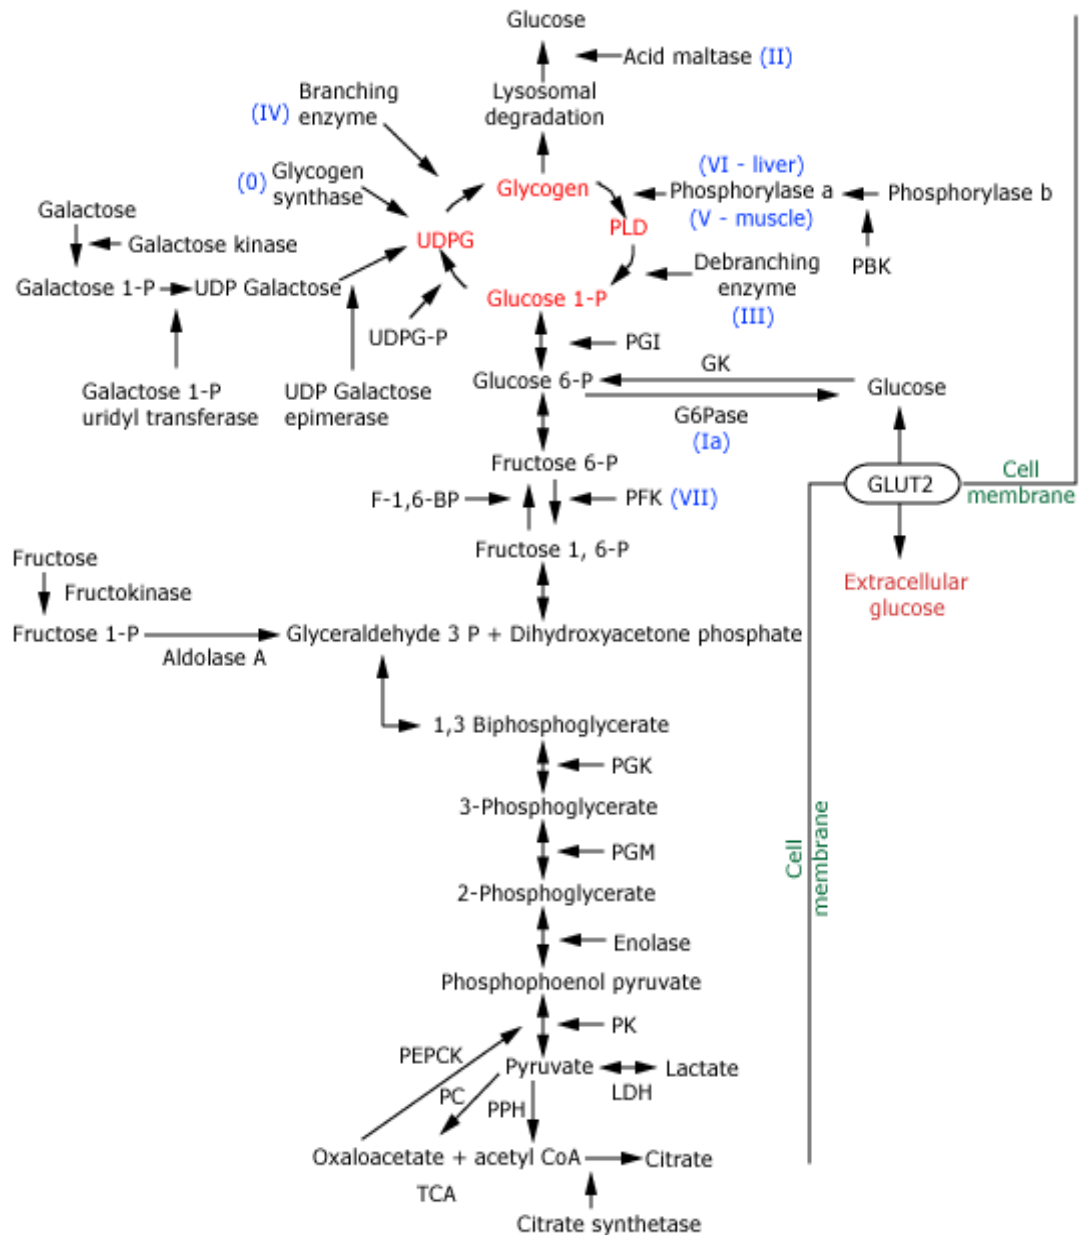 Glucose
Acid maltase (II)
Lysosomal
degradation
Branching
(IV) enzyme
Glycogen
(0) synthase
Glycogen
(VI - liver)
Phosphorylase a
(V - muscle)
Phosphorylase b
PBK
PLD
UDPG
Debranching
enzyme
(III)
Galactose
Galactose kinase
Galactose 1-P
UDP Galactose
Glucose 1-P
UDPG-P
Galactose 1-P
uridyl transferase
UDP Galactose
epimerase
PGI
Glucose 6-P
GK
Glucose
G6Pase
(Ia)
Fructose 6-P
F-1,6-BP
PFK (VII)
GLUT2
Cell
membrane
Fructose 1, 6-P
Extracellular
glucose
Fructose
Fructokinase
Fructose 1-P
Aldolase A
Glyceraldehyde 3 P + Dihydroxyacetone phosphate
1,3 Biphosphoglycerate
PGK
3-Phosphoglycerate
PGM
2-Phosphoglycerate
Cell
membrane
Enolase
Phosphophoenol pyruvate
PK
PEPCK
Pyruvate
Lactate
LDH
PC
PPH
Oxaloacetate + acetyl CoA
Citrate
TCA
Citrate synthetase